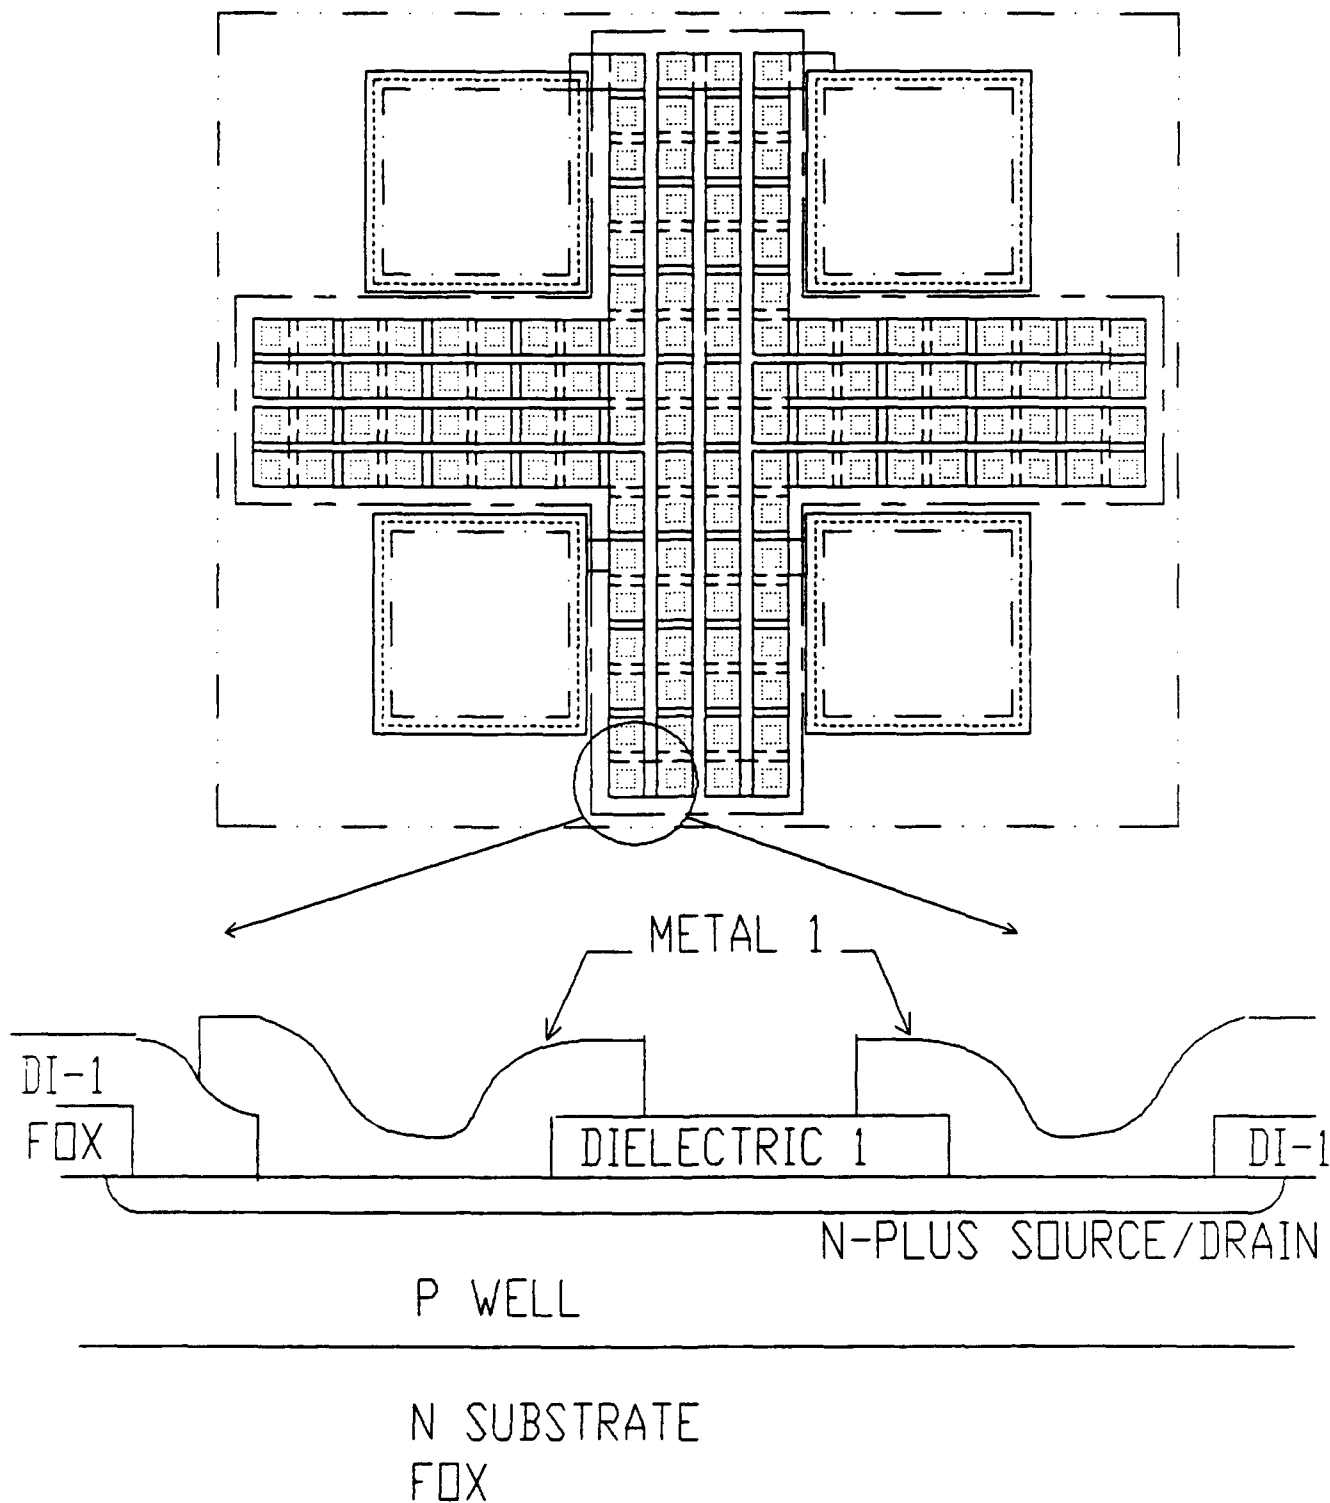 METAL 1
DI-1
FOX
DIELECTRIC 1
DI-1
N-PLUS SOURCE/DRAIN
P WELL
N SUBSTRATE
FOX